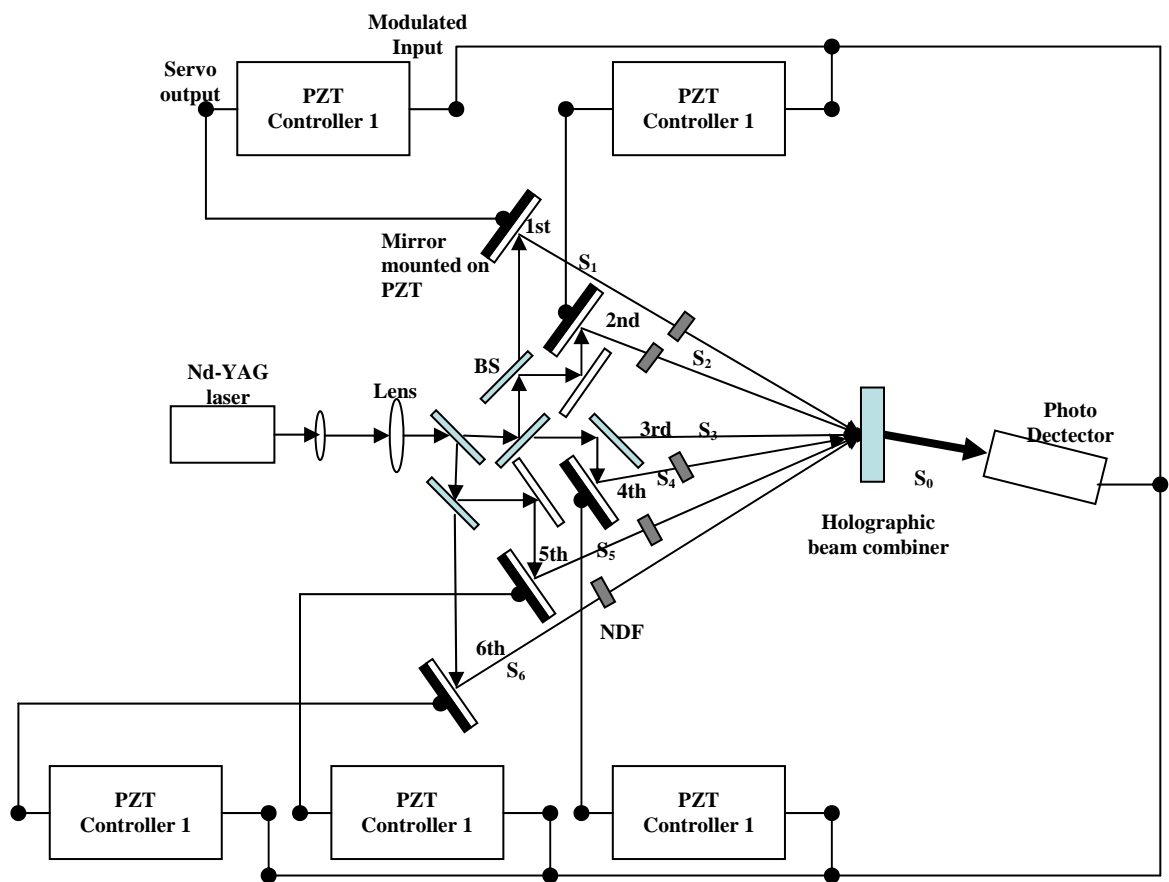 Modulated
Input
Servo
output
PZT
Controller 1
PZT
Controller 1
1st
Mirror
mounted on
PZT
S₁
2nd
S₂
BS
Nd-YAG
laser
Lens
3rd
S₃
Photo
Dectector
S₄
4th
S₀
Holographic
beam combiner
5th
S₅
NDF
6th
S₆
PZT
Controller 1
PZT
Controller 1
PZT
Controller 1